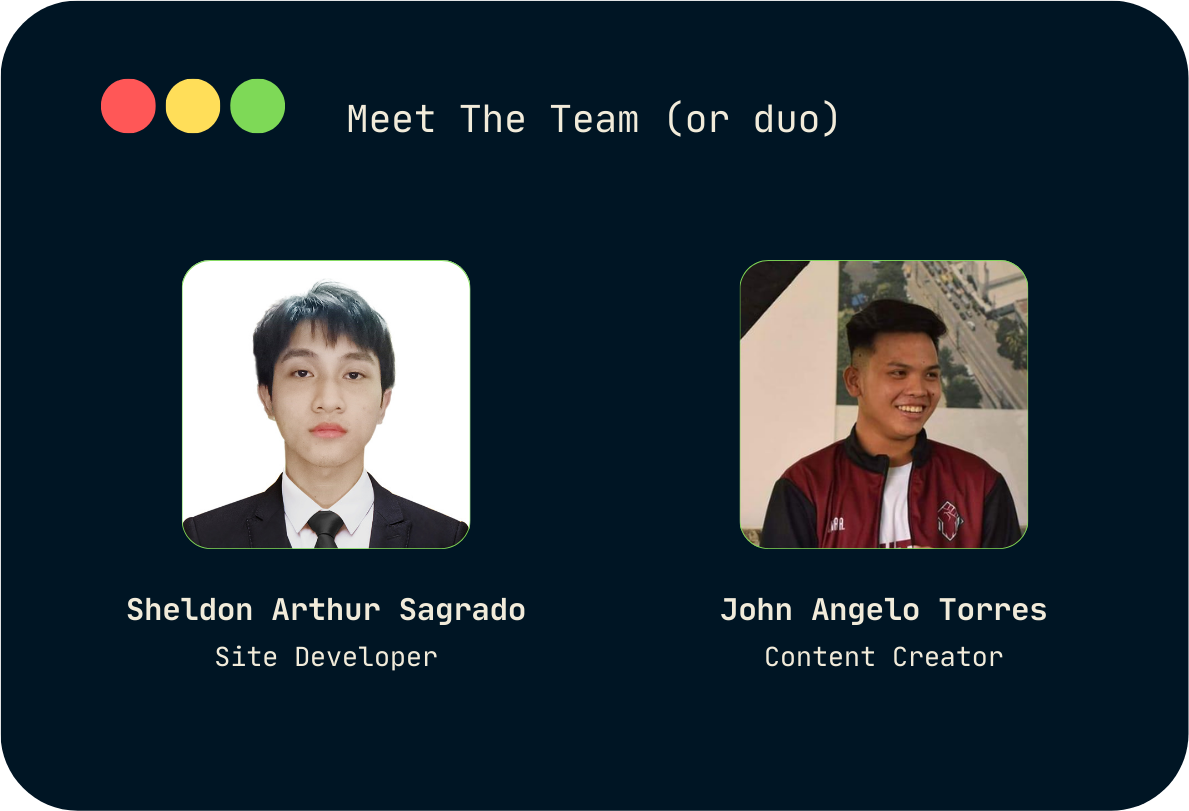 Meet The Team (or duo)
Sheldon Arthur Sagrado
John Angelo Torres
Site Developer
Content Creator